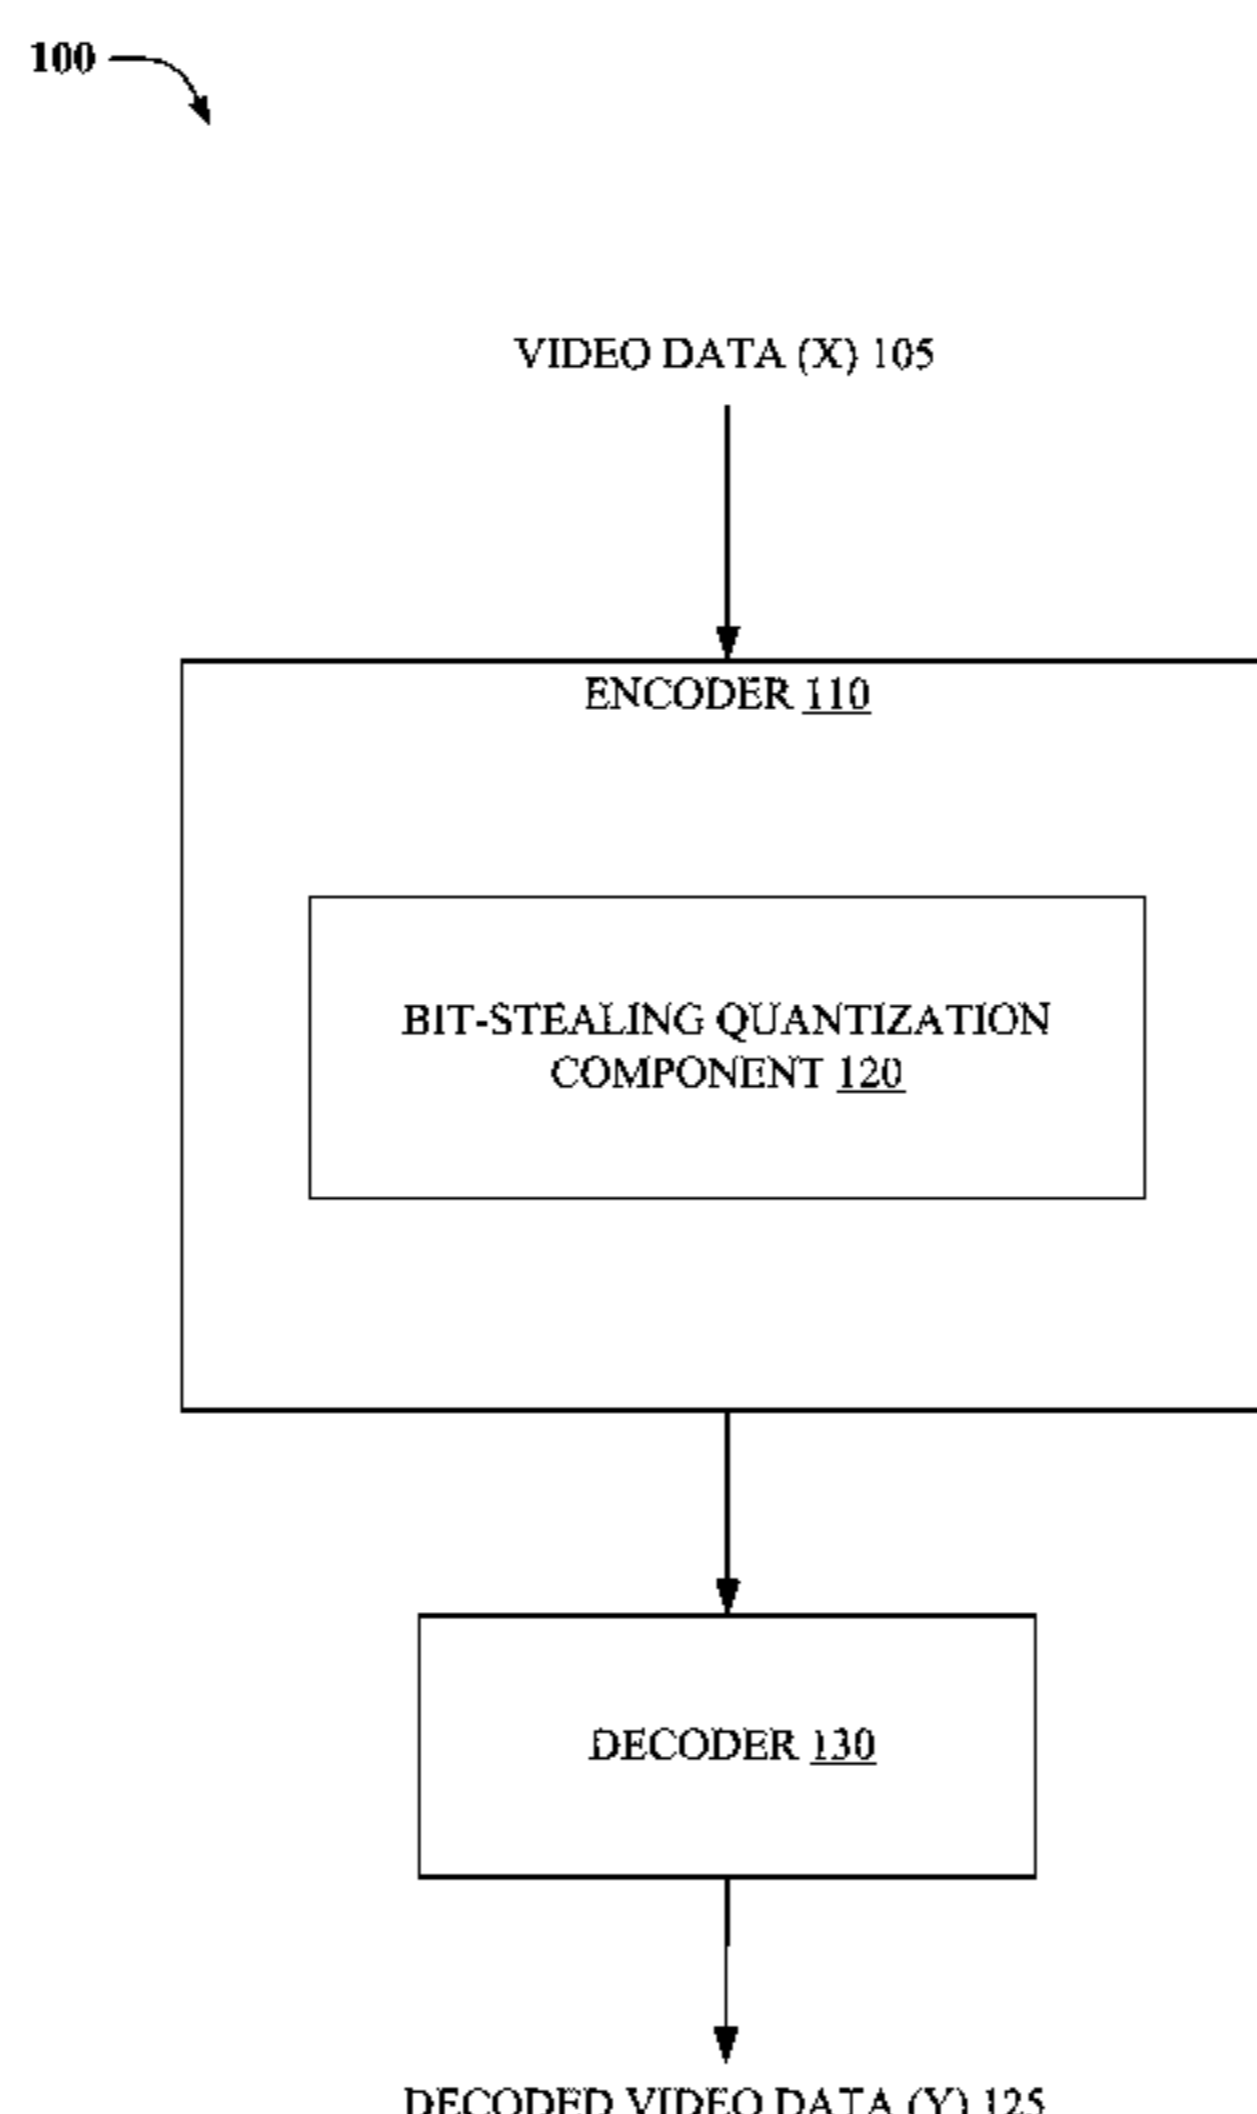 100
VIDEO DATA (X) 105
ENCODER 110
BIT-STEALING QUANTIZATION
COMPONENT 120
DECODER 130
DECODED VIDEO DATA (Y) 125